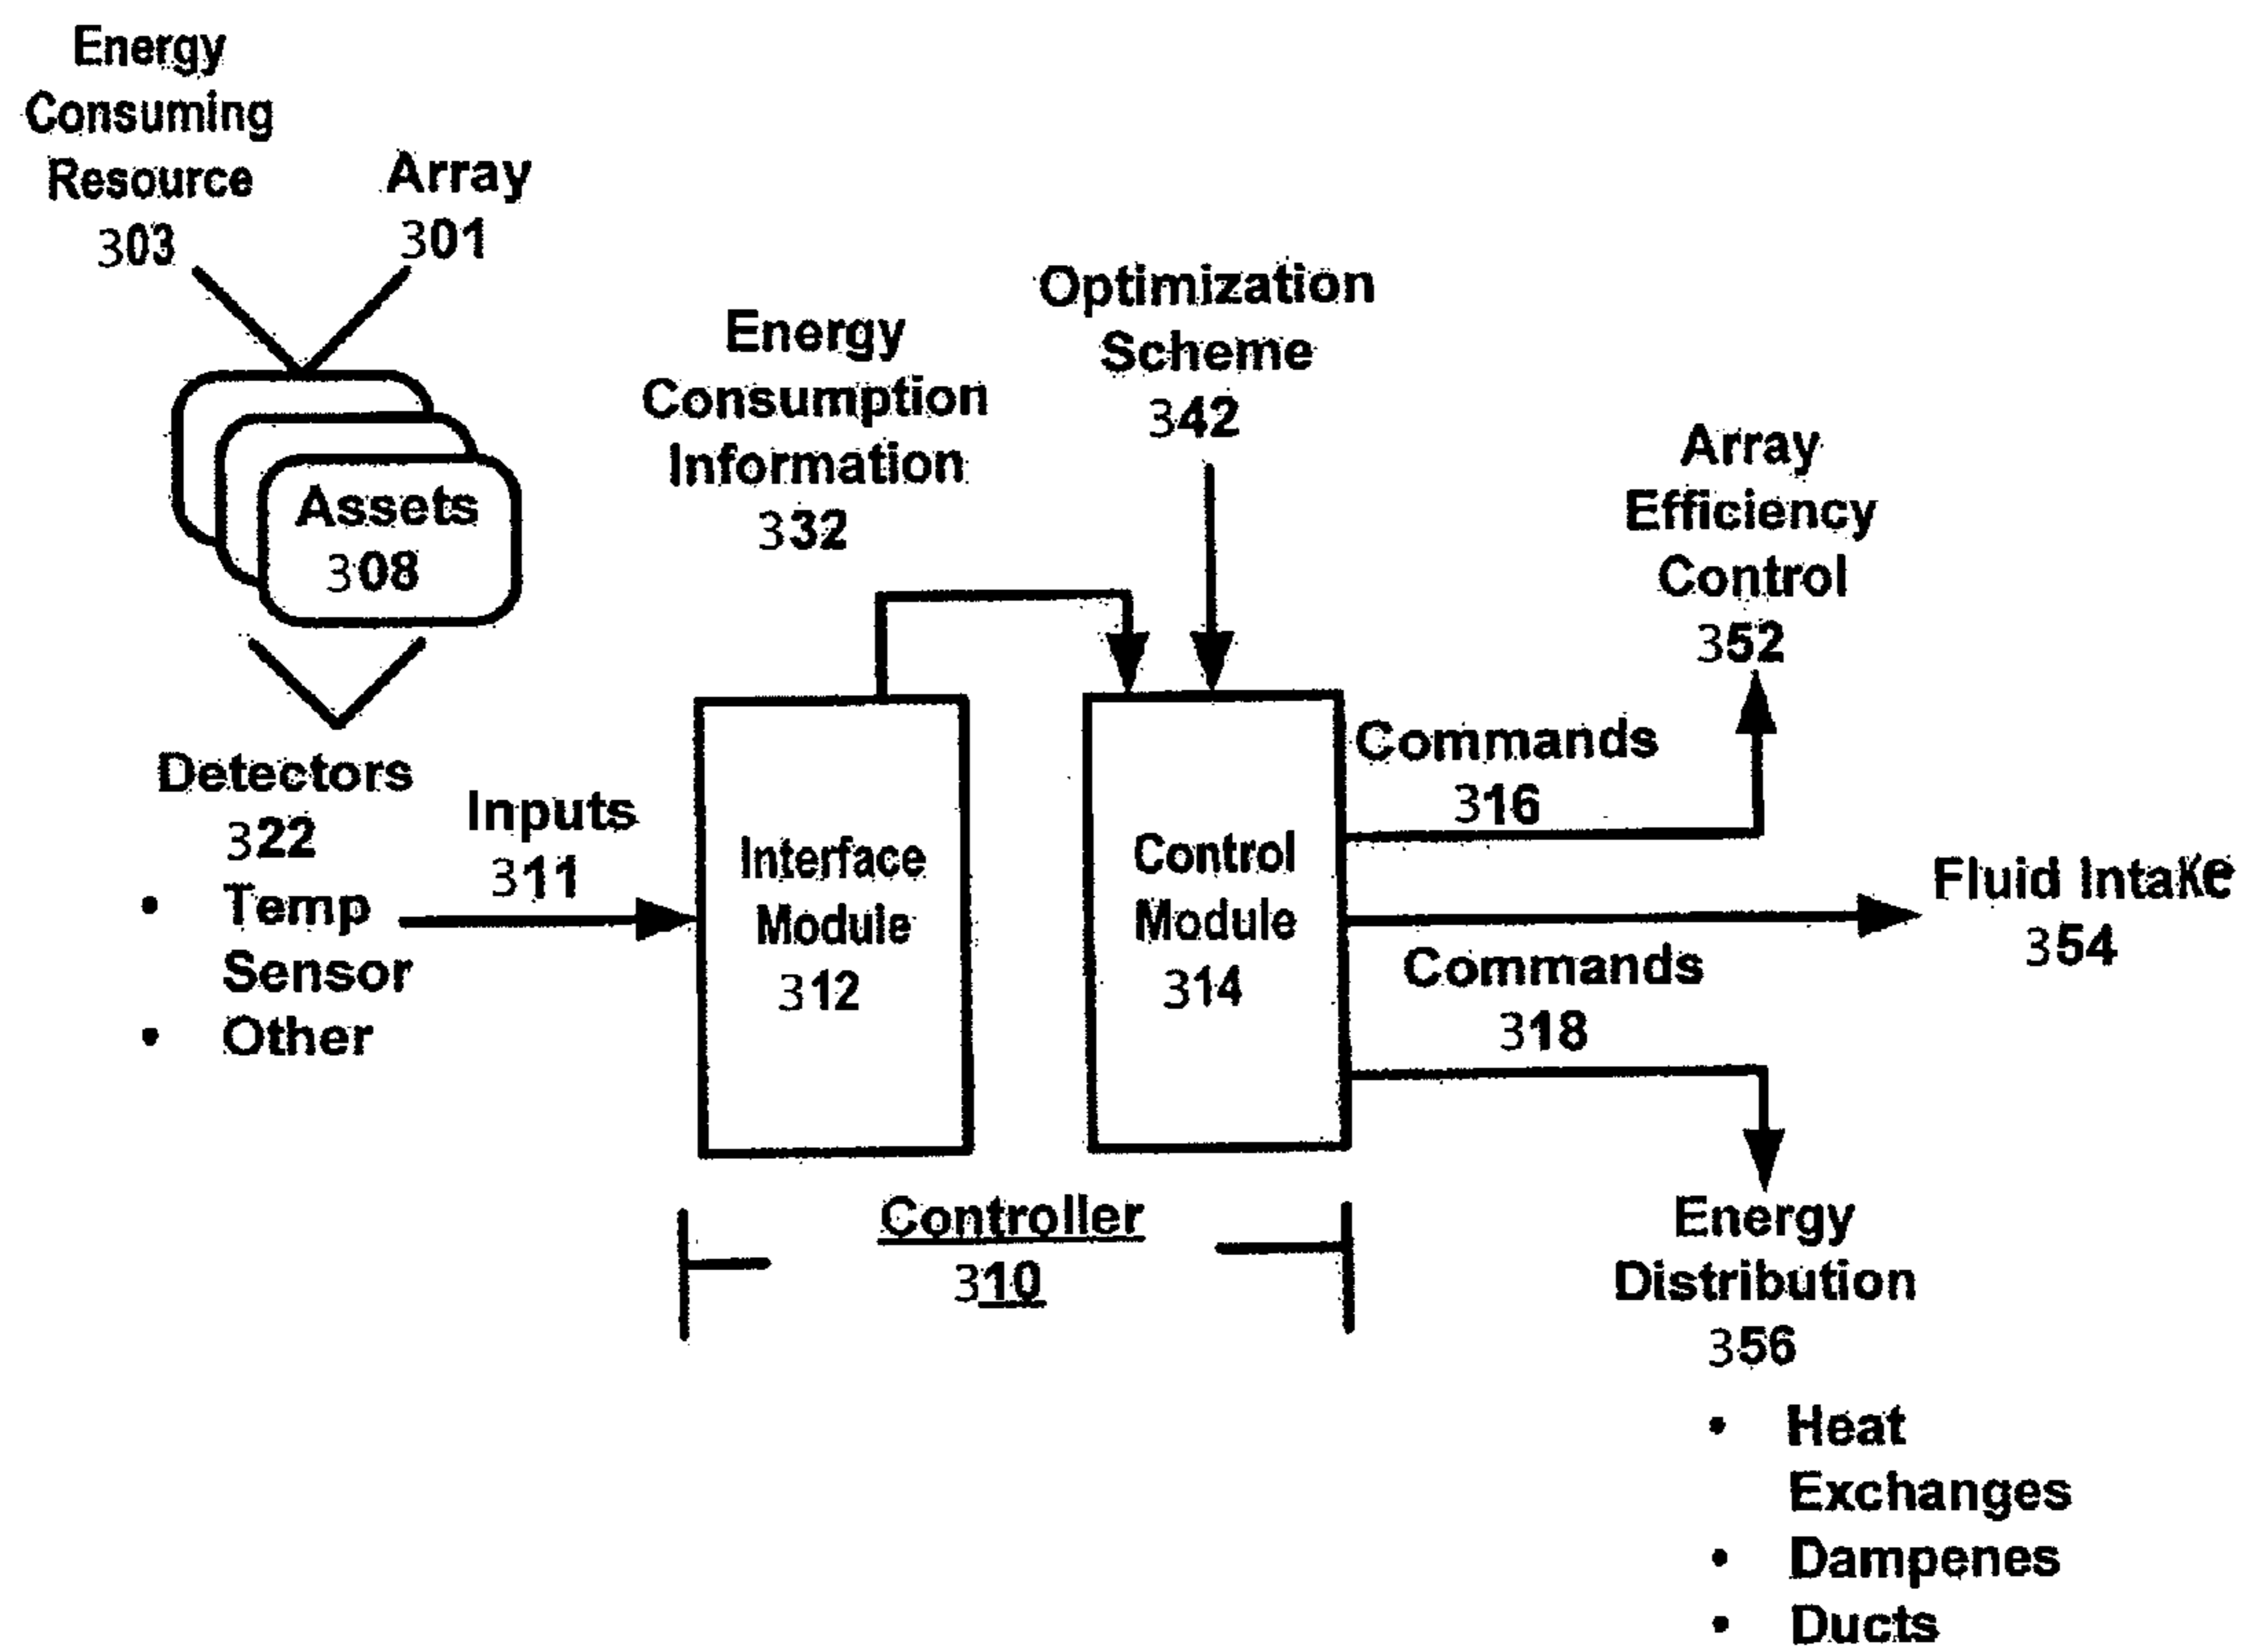 Energy
Consuming
Resource
303
Array
301
Assets
308
Detectors
322
• Temp
Sensor
• Other
Inputs
311
Energy
Consumption
Information
332
Optimization
Scheme
342
Interface
Module
312
Control
Module
314
Controller
310
Commands
316
Commands
318
Array
Efficiency
Control
352
Fluid Intake
354
Energy
Distribution
356
• Heat
Exchanges
• Dampenes
• Ducts